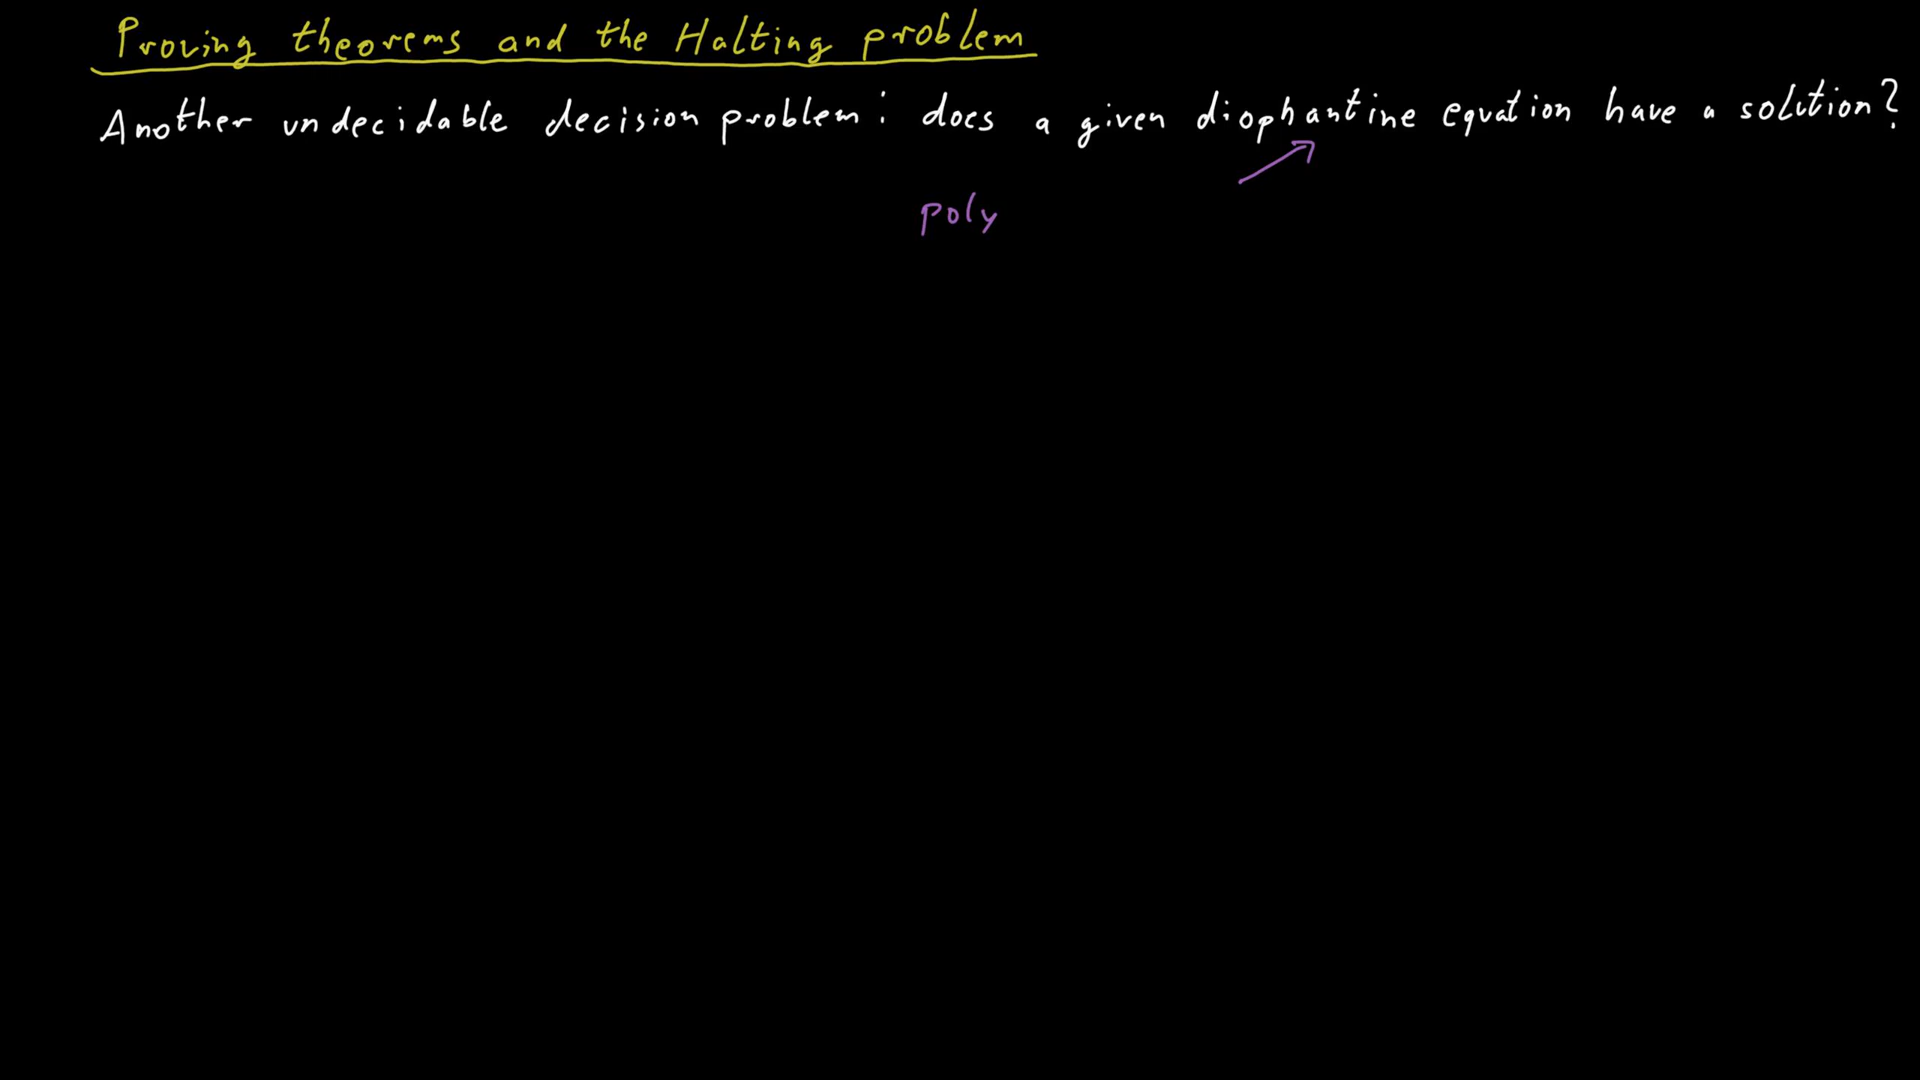 Proving theorems and the Halting problem
Another undecidable decision problem: does a given diophantine equation have a solution?
poly